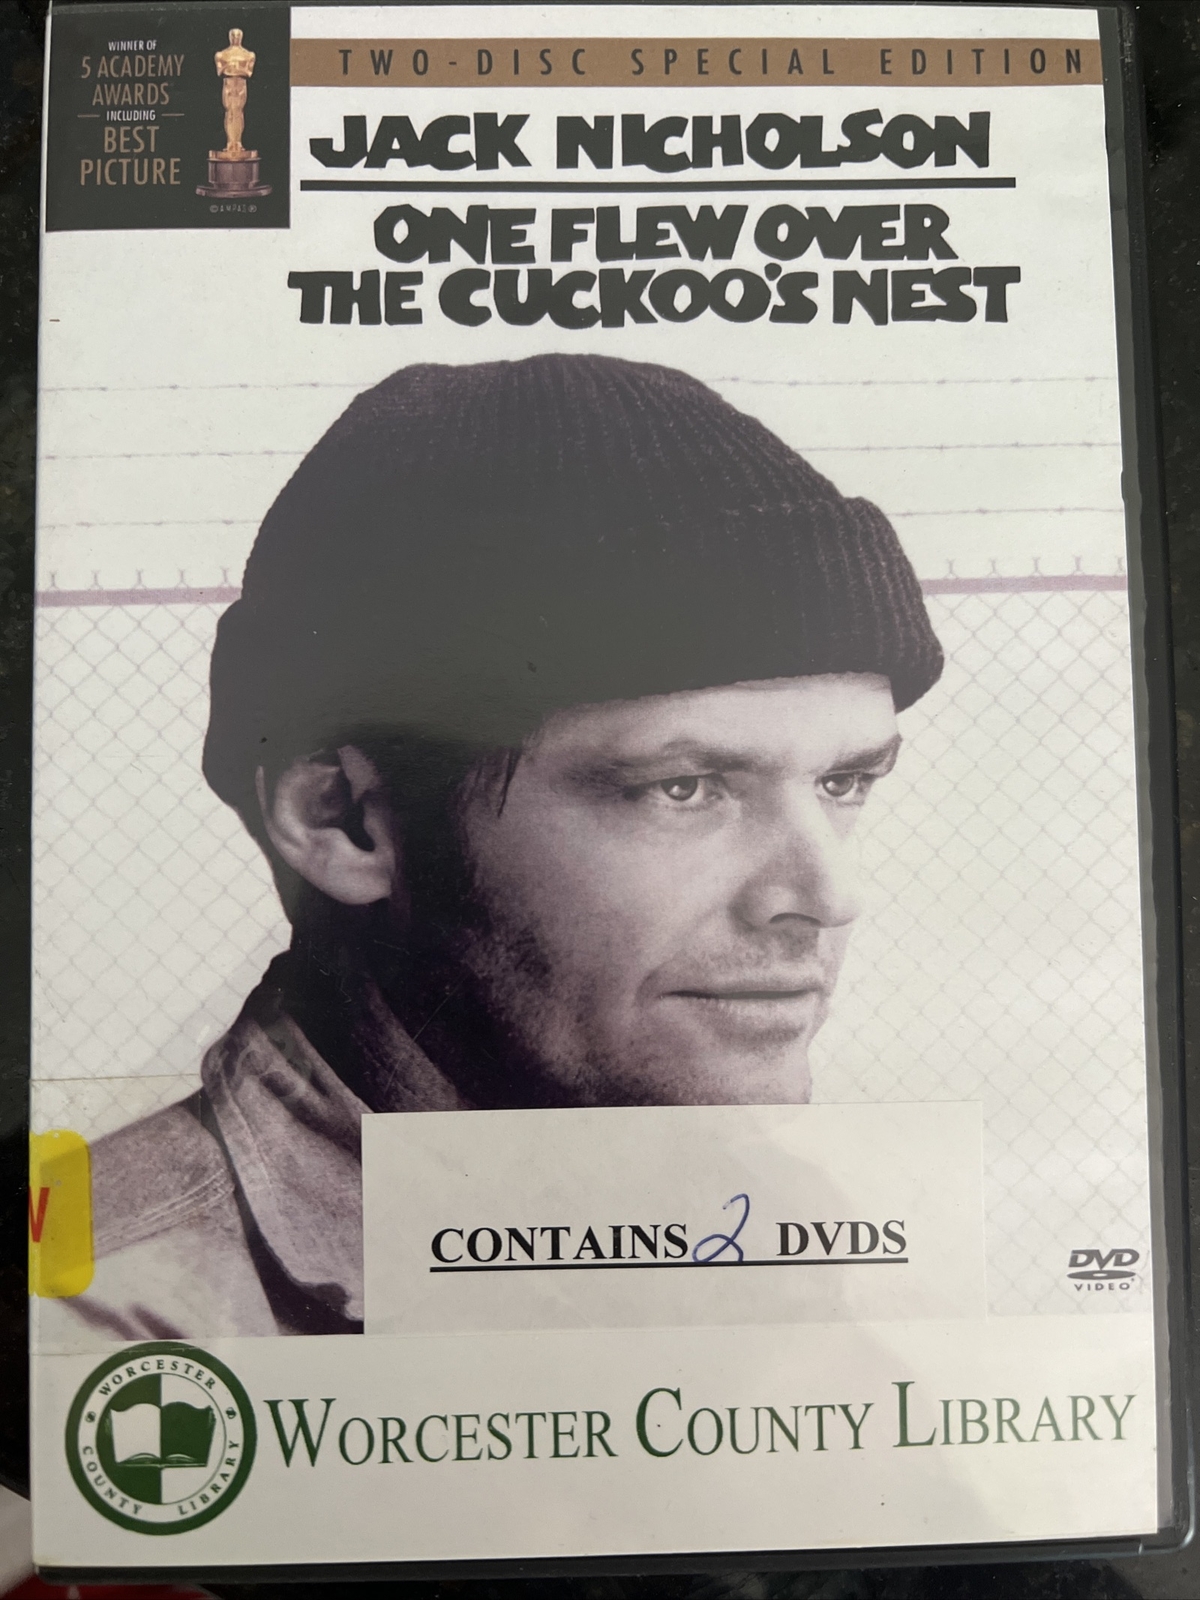 WINNER OF
5 ACADEMY
AWARDS
INCLUDING
BEST
PICTURE
©A.M.P.A.S.®
TWO-DISC SPECIAL EDITION
JACK NICHOLSON
ONE FLEW OVER
THE CUCKOO'S NEST
CONTAINS 2 DVDS
DVD
VIDEO
WORCESTER
COUNTY LIBRARY
WORCESTER COUNTY LIBRARY